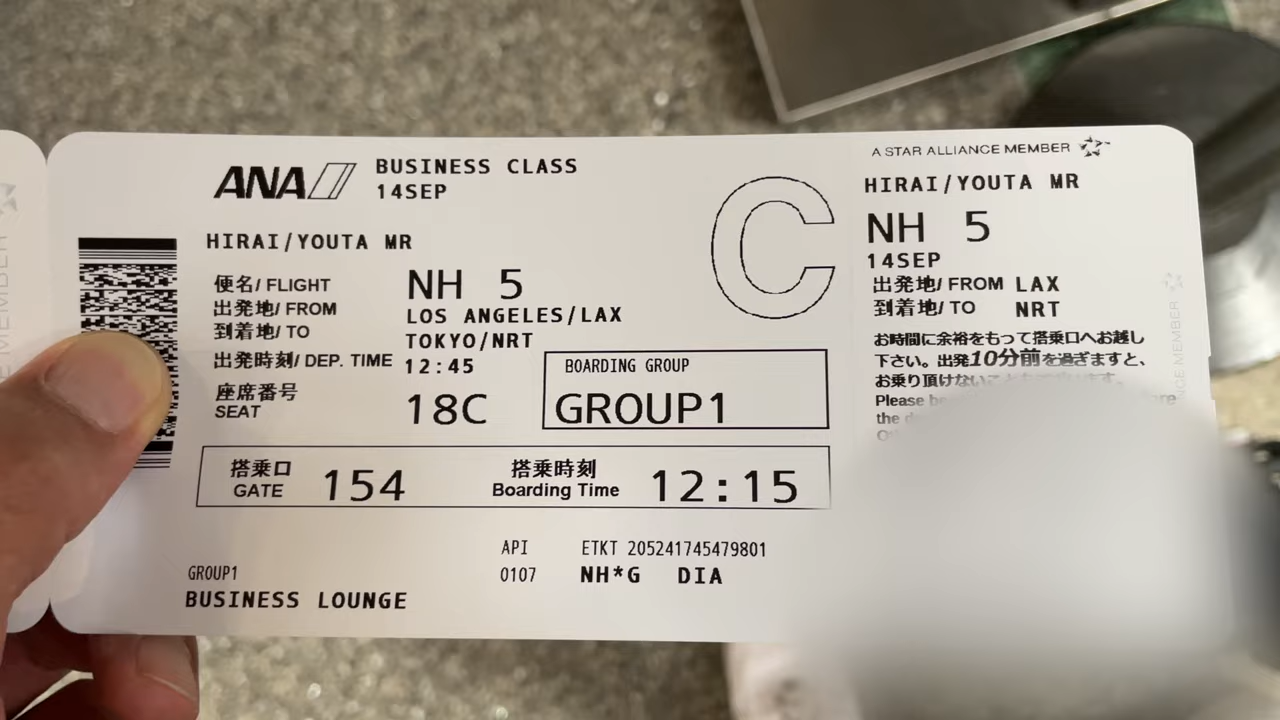 ANA
BUSINESS CLASS
14SEP
HIRAI/YOUTA MR
便名/ FLIGHT NH 5
出発地/ FROM LOS ANGELES/LAX
到着地/ TO TOKYO/NRT
出発時刻/ DEP. TIME 12:45
座席番号
SEAT 18C
BOARDING GROUP
GROUP1
C
搭乗口
GATE 154
搭乗時刻
Boarding Time 12:15
API ETKT 205241745479801
0107 NH*G DIA
GROUP1
BUSINESS LOUNGE
A STAR ALLIANCE MEMBER
HIRAI/YOUTA MR
NH 5
14SEP
出発地/ FROM LAX
到着地/ TO NRT
お時間に余裕をもって搭乗口へお越し
下さい。出発10分前を過ぎますと、
お乗り頂けない
Please
the